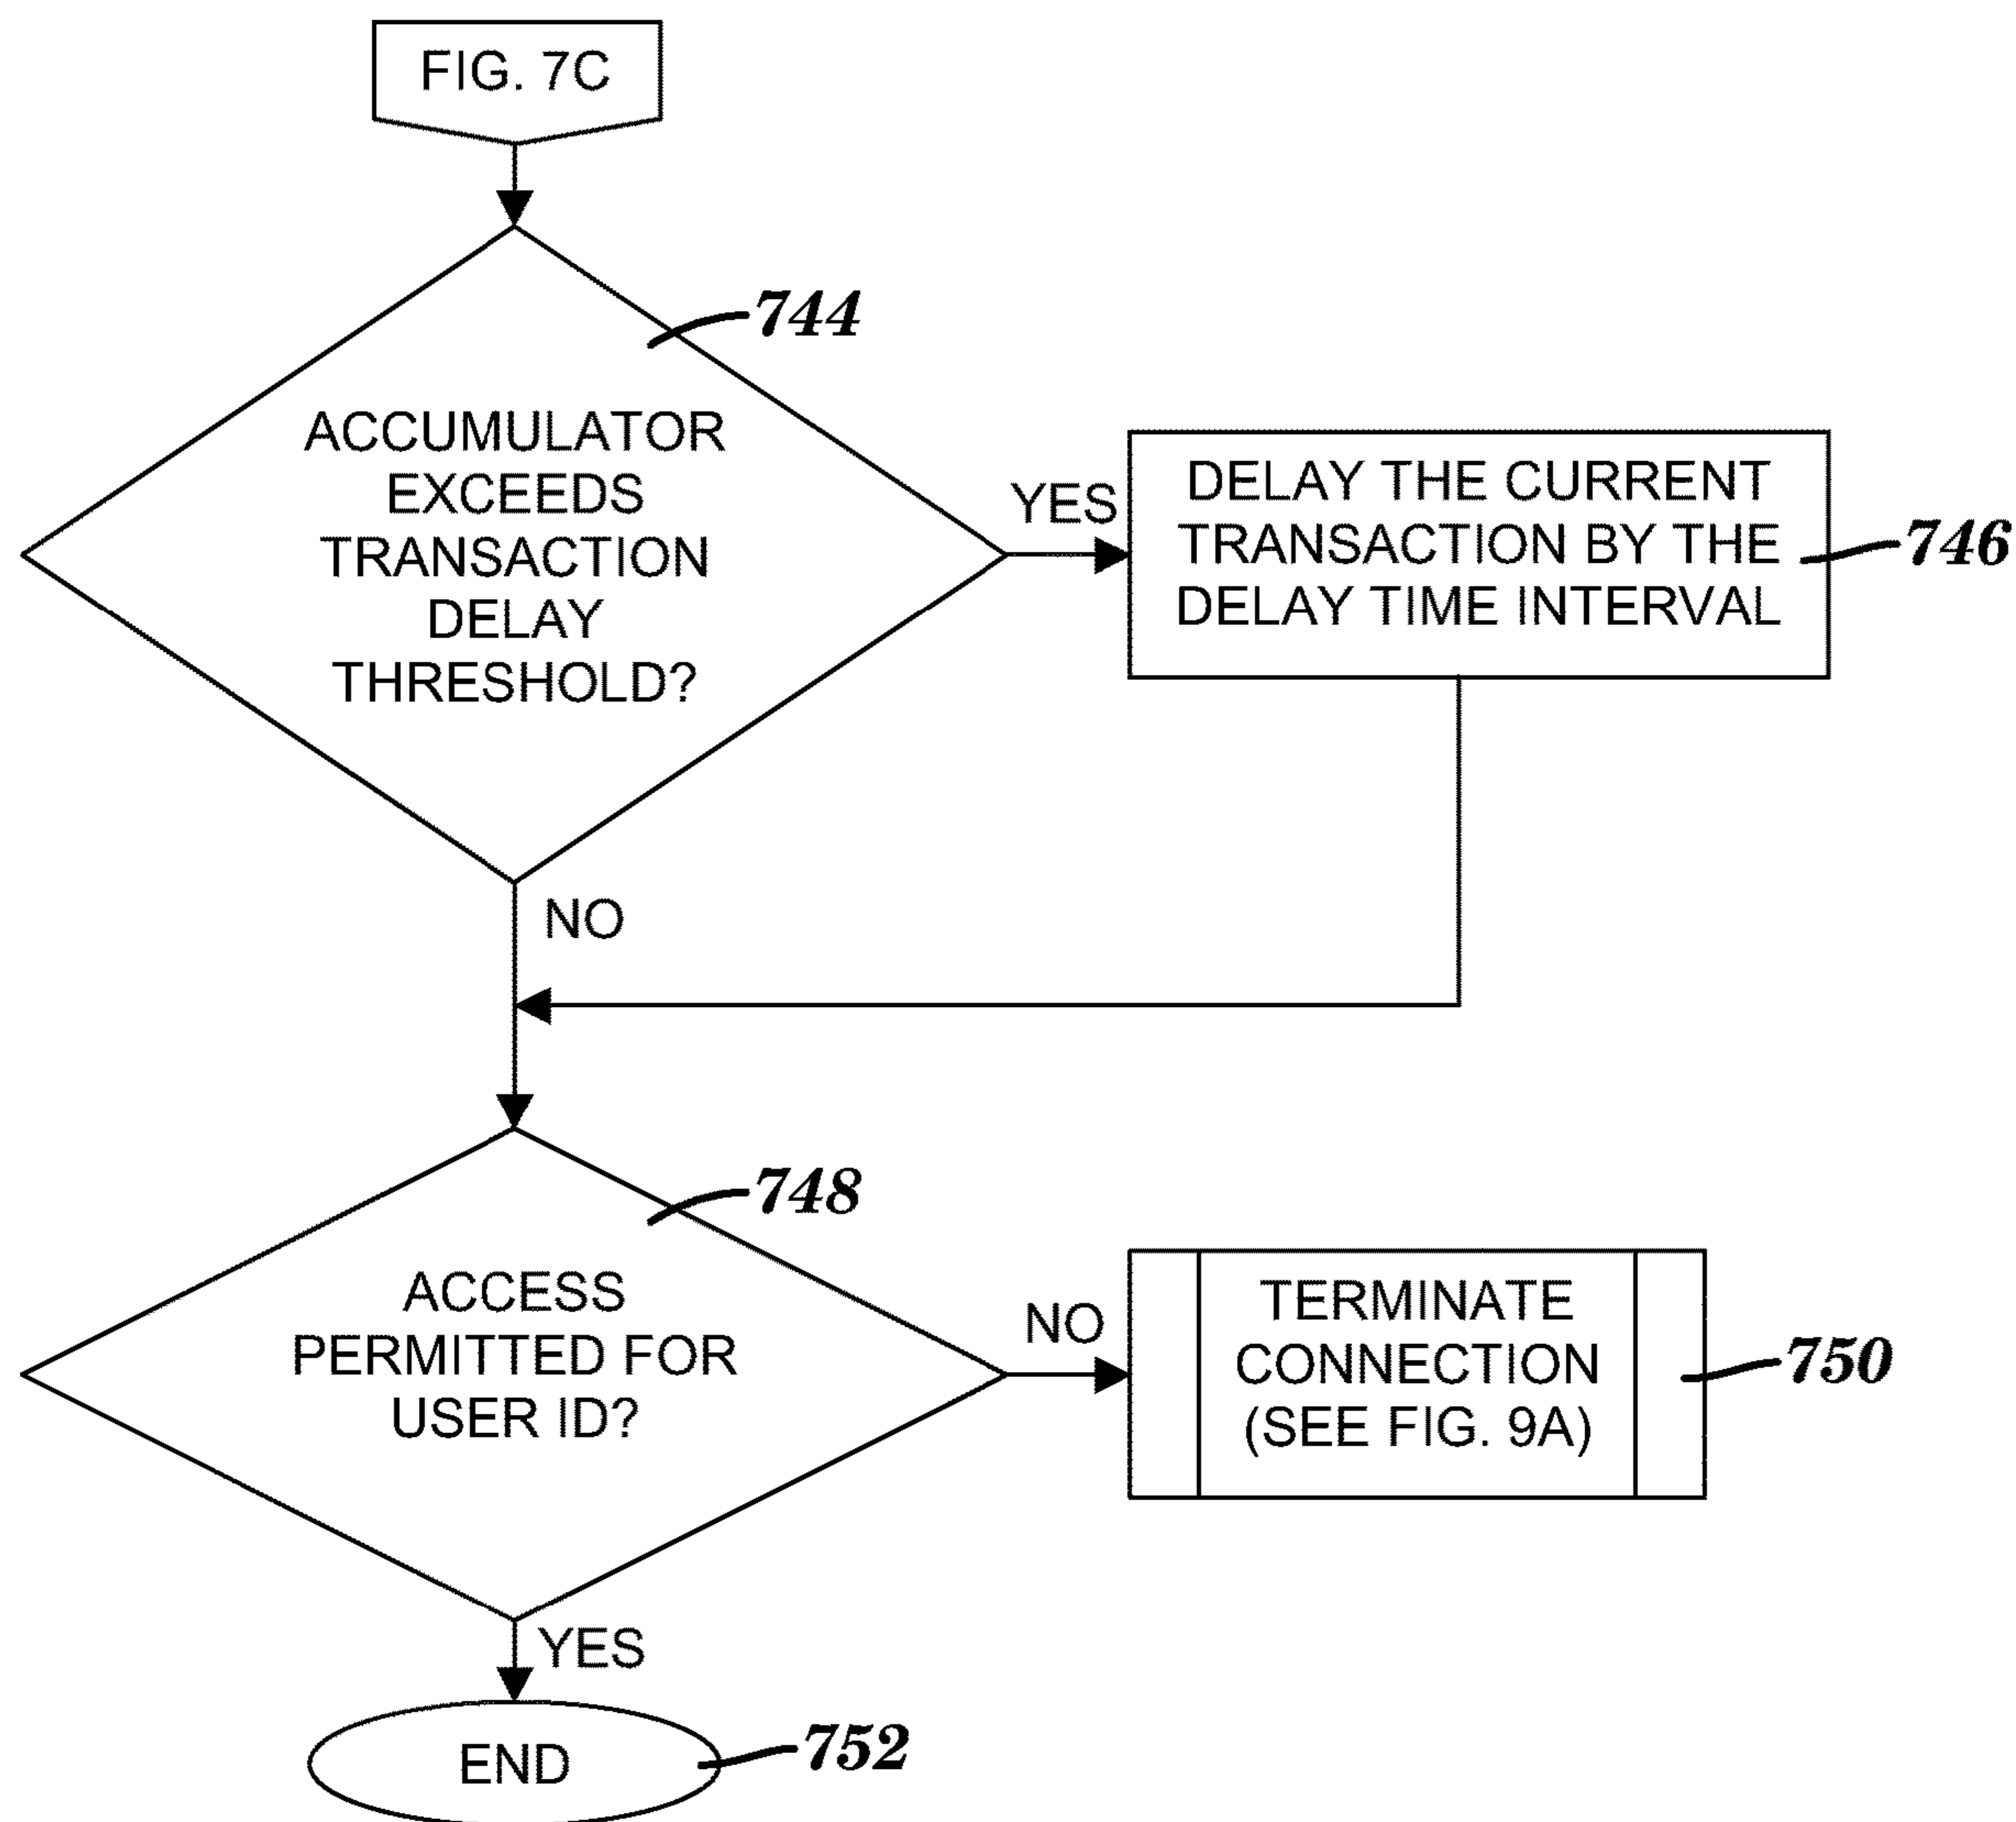 FIG. 7C
744
ACCUMULATOR
EXCEEDS
TRANSACTION
DELAY
THRESHOLD?
YES
DELAY THE CURRENT
TRANSACTION BY THE
DELAY TIME INTERVAL
746
NO
748
ACCESS
PERMITTED FOR
USER ID?
NO
TERMINATE
CONNECTION
(SEE FIG. 9A)
750
YES
END
752